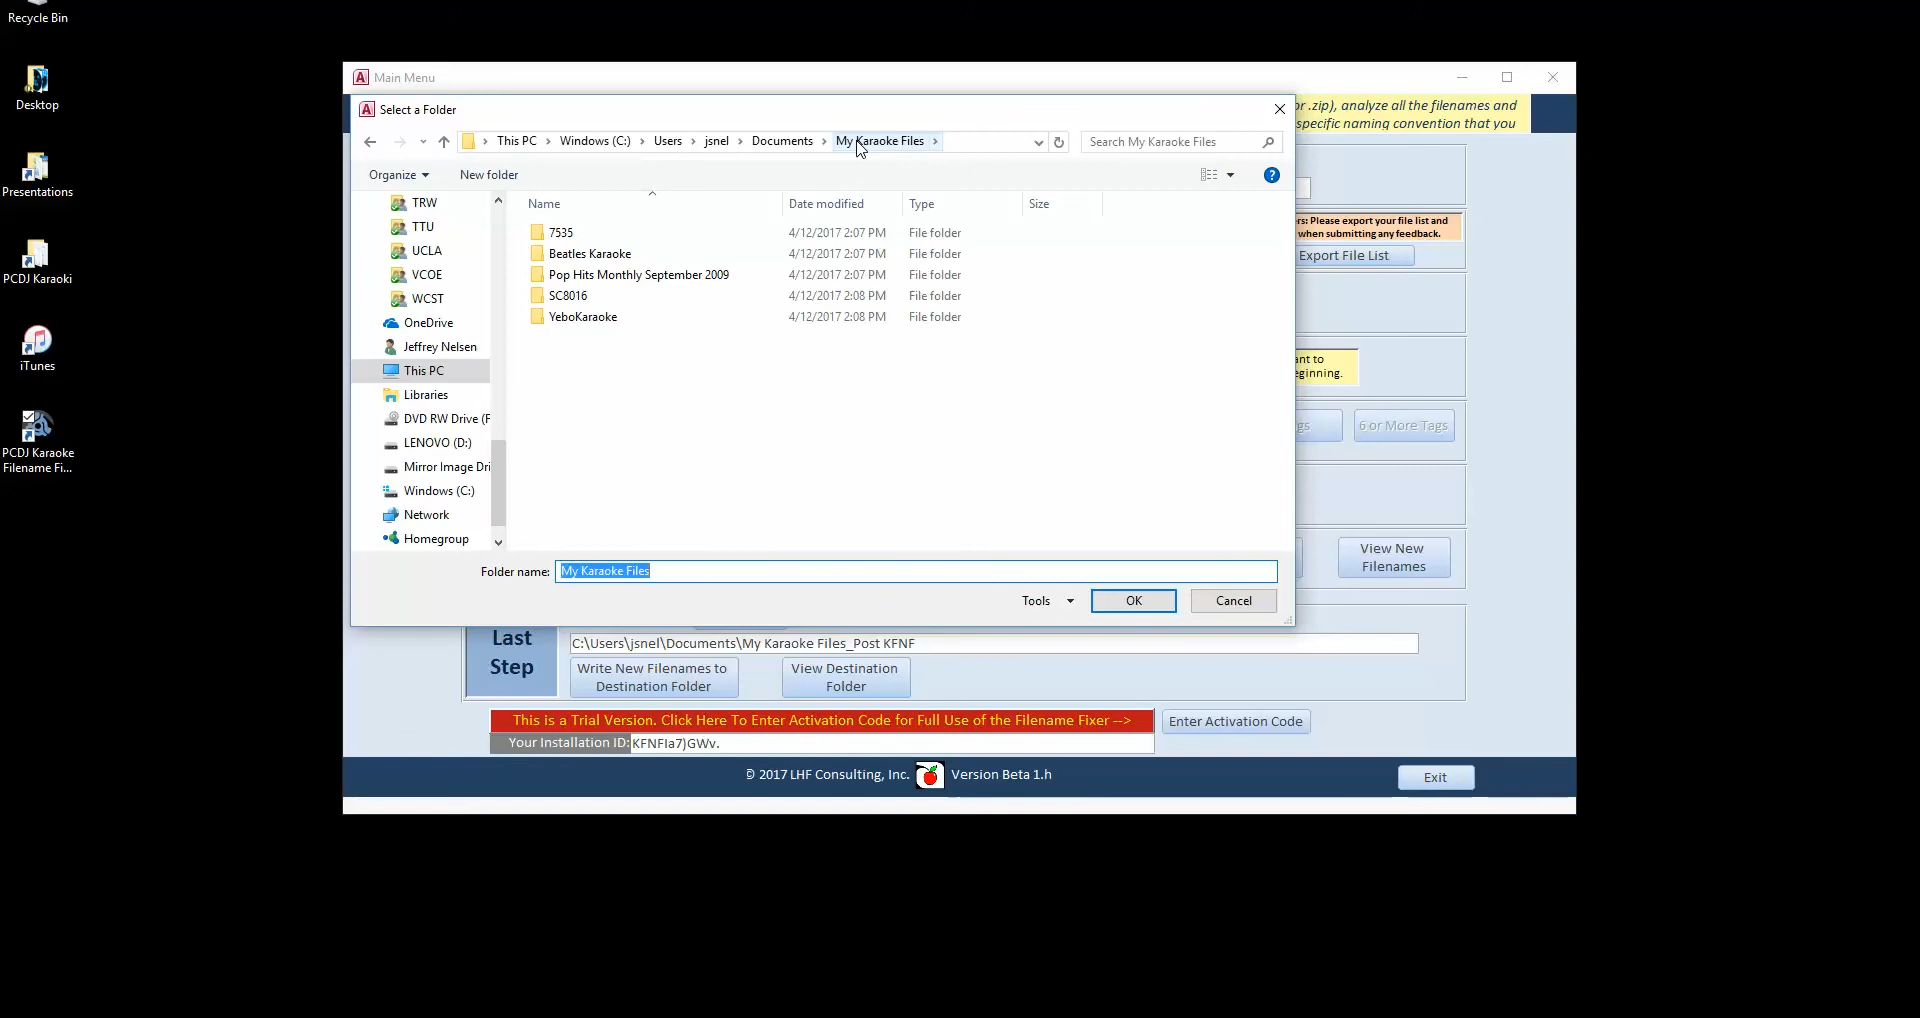 Recycle Bin
Desktop
Presentations
PCDJ Karaoki
iTunes
PCDJ Karaoke
Filename Fi...
Main Menu
or .zip), analyze all the filenames and
specific naming convention that you
Select a Folder
This PC > Windows (C:) > Users > jsnel > Documents > My Karaoke Files >
Search My Karaoke Files
Organize
New folder
TRW
TTU
UCLA
VCOE
WCST
OneDrive
Jeffrey Nelsen
This PC
Libraries
DVD RW Drive (F
LENOVO (D:)
Mirror Image Dri
Windows (C:)
Network
Homegroup
Name Date modified Type Size
7535 4/12/2017 2:07 PM File folder
Beatles Karaoke 4/12/2017 2:07 PM File folder
Pop Hits Monthly September 2009 4/12/2017 2:07 PM File folder
SC8016 4/12/2017 2:08 PM File folder
YeboKaraoke 4/12/2017 2:08 PM File folder
Folder name: My Karaoke Files
Tools OK Cancel
rs: Please export your file list and
when submitting any feedback.
Export File List
ant to
eginning.
gs
6 or More Tags
View New
Filenames
Last
Step
C:\Users\jsnel\Documents\My Karaoke Files_Post KFNF
Write New Filenames to
Destination Folder
View Destination
Folder
This is a Trial Version. Click Here To Enter Activation Code for Full Use of the Filename Fixer -->
Enter Activation Code
Your Installation ID: KFNFIa7)GWv.
© 2017 LHF Consulting, Inc. Version Beta 1.h
Exit